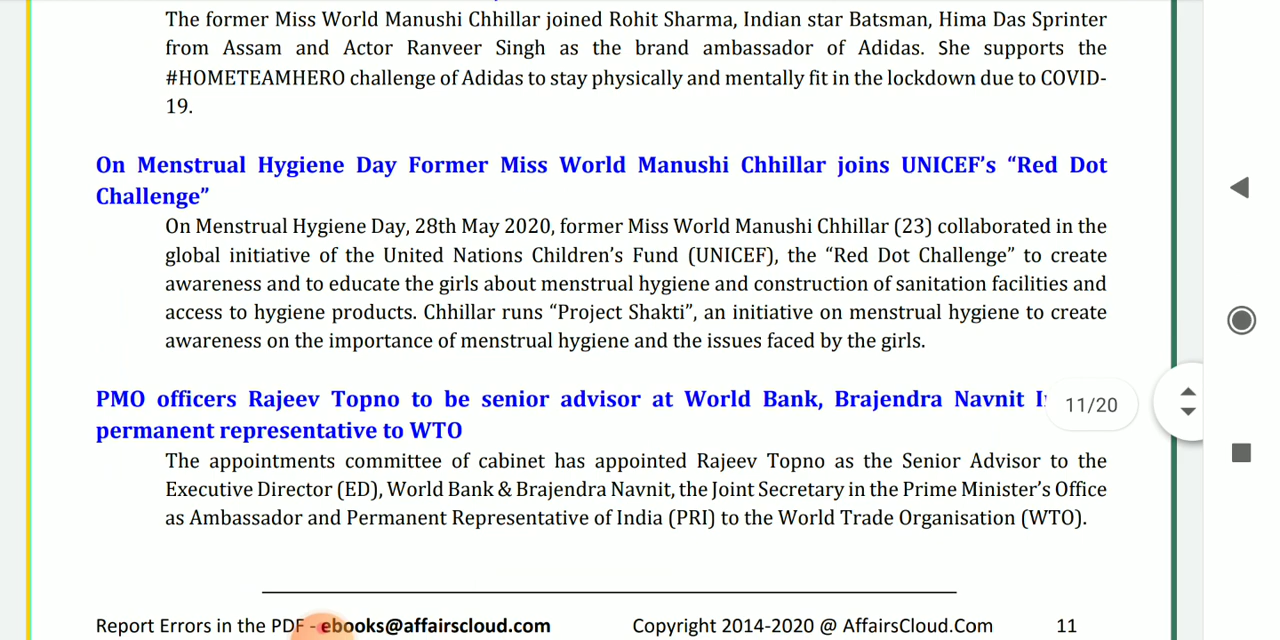 The former Miss World Manushi Chhillar joined Rohit Sharma, Indian star Batsman, Hima Das Sprinter
from Assam and Actor Ranveer Singh as the brand ambassador of Adidas. She supports the
#HOMETEAMHERO challenge of Adidas to stay physically and mentally fit in the lockdown due to COVID-
19.
On Menstrual Hygiene Day Former Miss World Manushi Chhillar joins UNICEF’s “Red Dot
Challenge”
On Menstrual Hygiene Day, 28th May 2020, former Miss World Manushi Chhillar (23) collaborated in the
global initiative of the United Nations Children’s Fund (UNICEF), the “Red Dot Challenge” to create
awareness and to educate the girls about menstrual hygiene and construction of sanitation facilities and
access to hygiene products. Chhillar runs “Project Shakti”, an initiative on menstrual hygiene to create
awareness on the importance of menstrual hygiene and the issues faced by the girls.
PMO officers Rajeev Topno to be senior advisor at World Bank, Brajendra Navnit
11/20
permanent representative to WTO
The appointments committee of cabinet has appointed Rajeev Topno as the Senior Advisor to the
Executive Director (ED), World Bank & Brajendra Navnit, the Joint Secretary in the Prime Minister’s Office
as Ambassador and Permanent Representative of India (PRI) to the World Trade Organisation (WTO).
Report Errors in the PDF - ebooks@affairscloud.com Copyright 2014-2020 @ AffairsCloud.Com 11